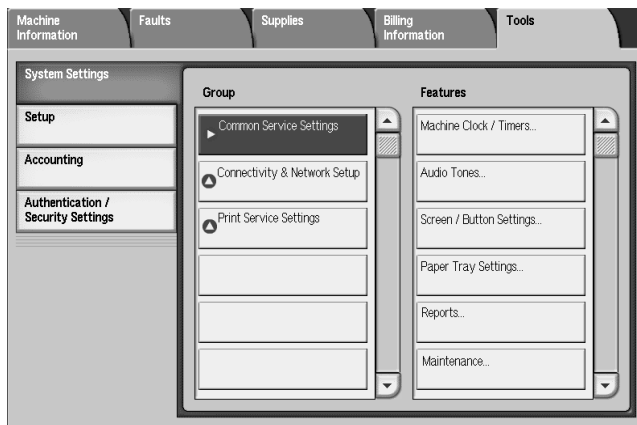 Machine
Information
Faults
Supplies
Billing
Information
Tools
System Settings
Setup
Accounting
Authentication /
Security Settings
Group
Common Service Settings
Connectivity & Network Setup
Print Service Settings
Features
Machine Clock / Timers...
Audio Tones...
Screen / Button Settings...
Paper Tray Settings...
Reports...
Maintenance...